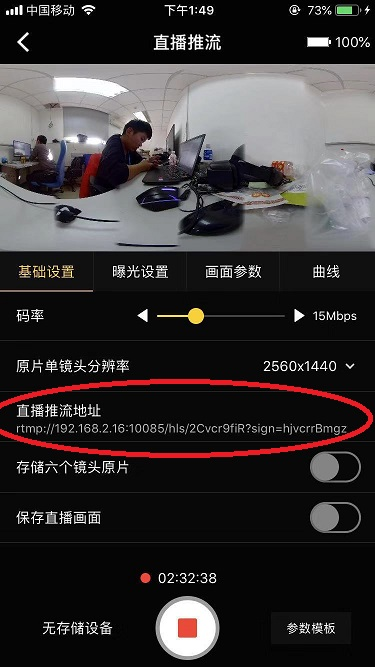 中国移动 下午1:49 73%
直播推流 100%
基础设置 曝光设置 画面参数 曲线
码率 15Mbps
原片单镜头分辨率 2560x1440
直播推流地址
rtmp://192.168.2.16:10085/hls/2Cvcr9fiR?sign=hjvcrrBmgz
存储六个镜头原片
保存直播画面
02:32:38
无存储设备 参数模板